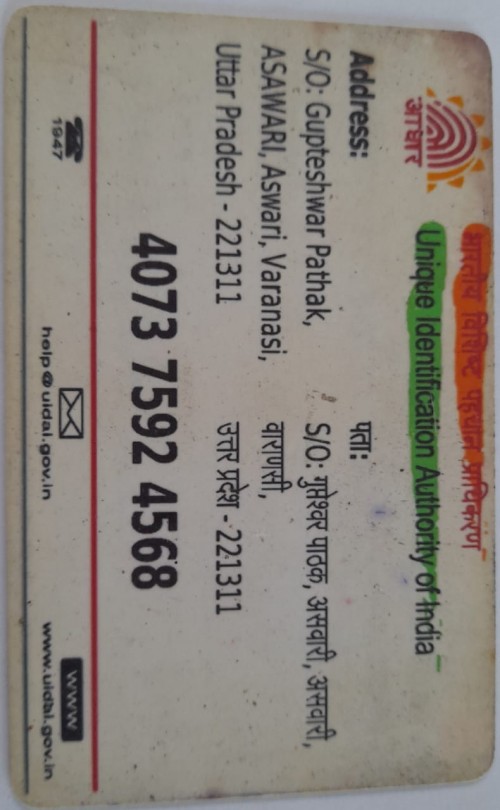 भारतीय विशिष्ट पहचान प्राधिकरण
Unique Identification Authority of India
आधार
Address:
S/O: Gupteshwar Pathak,
ASAWARI, Aswari, Varanasi,
Uttar Pradesh - 221311
पता:
S/O: गुप्तेश्वर पाठक, असवारी, असवारी,
वाराणसी,
उत्तर प्रदेश - 221311
4073 7592 4568
1947
help@uidai.gov.in
www
www.uidai.gov.in